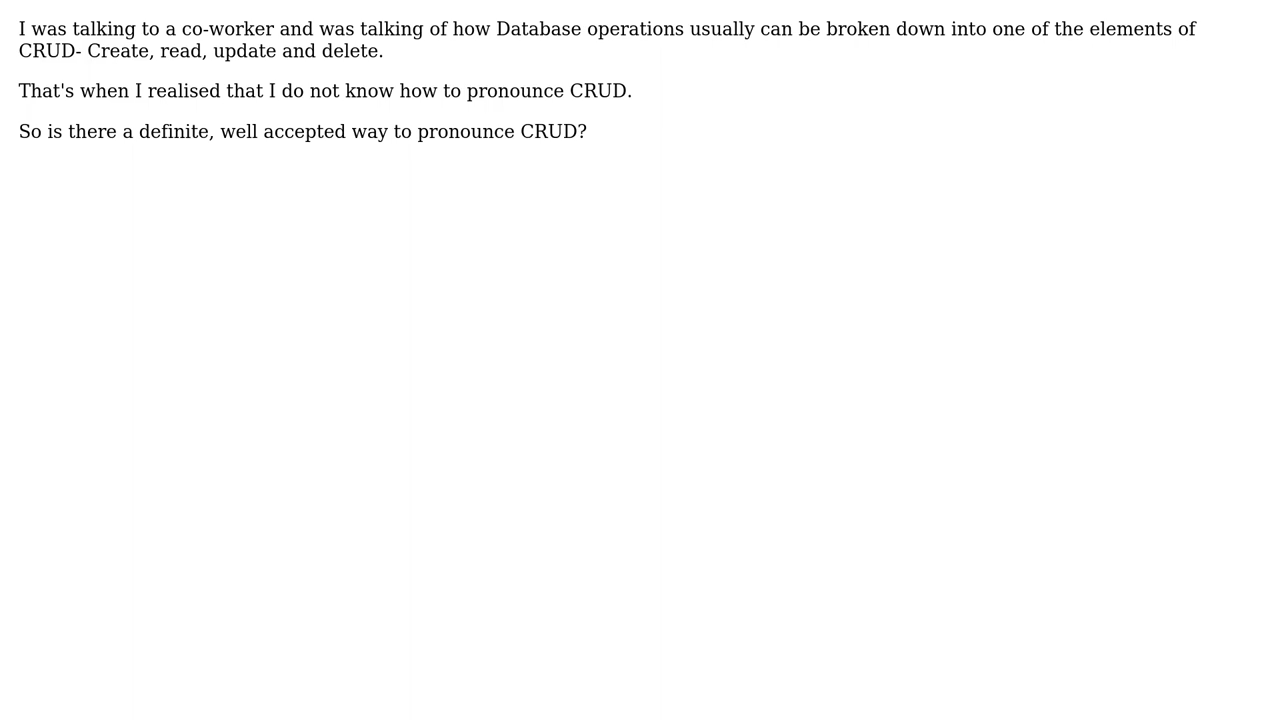 I was talking to a co-worker and was talking of how Database operations usually can be broken down into one of the elements of
CRUD- Create, read, update and delete.
That's when I realised that I do not know how to pronounce CRUD.
So is there a definite, well accepted way to pronounce CRUD?